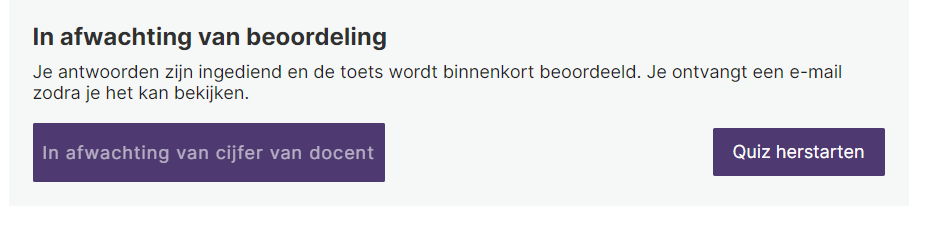 In afwachting van beoordeling
Je antwoorden zijn ingediend en de toets wordt binnenkort beoordeeld. Je ontvangt een e-mail
zodra je het kan bekijken.
In afwachting van cijfer van docent
Quiz herstarten